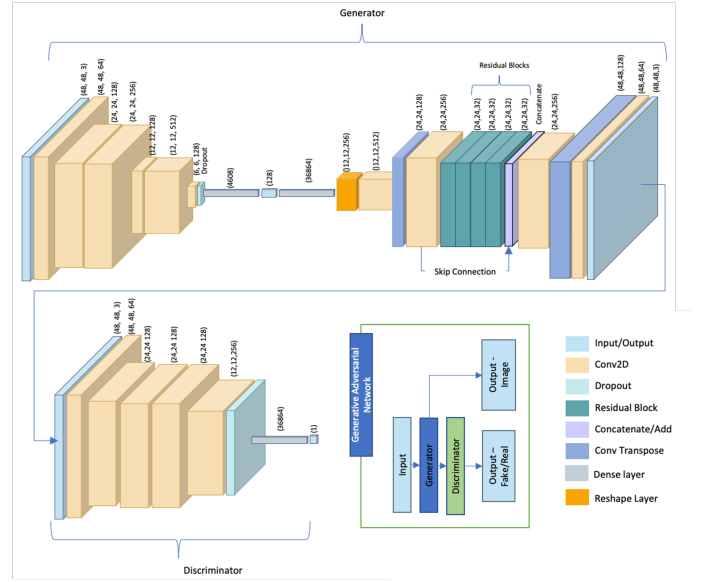 Generator
(48, 48, 3)
(48, 48, 64)
(24, 24, 128)
(24, 24, 256)
(12, 12, 128)
(12, 12, 512)
(6, 6, 128)
Dropout
(4608)
(128)
(36864)
(12,12,256)
(112,12,512)
(24,24,128)
(24,24,256)
Residual Blocks
(24,24,32)
(24,24,32)
(24,24,32)
(24,24,32)
Concatenate
(24,24,256)
(48,48,128)
(48,48,64)
(48,48,3)
Skip Connection
(48, 48, 3)
(48, 48, 64)
(24,24 128)
(24,24 128)
(24,24 128)
(12,12,256)
(36864)
(1)
Discriminator
Generative Adversarial
Network
Input
Generator
Discriminator
Output -
Image
Output –
Fake/Real
Input/Output
Conv2D
Dropout
Residual Block
Concatenate/Add
Conv Transpose
Dense layer
Reshape Layer